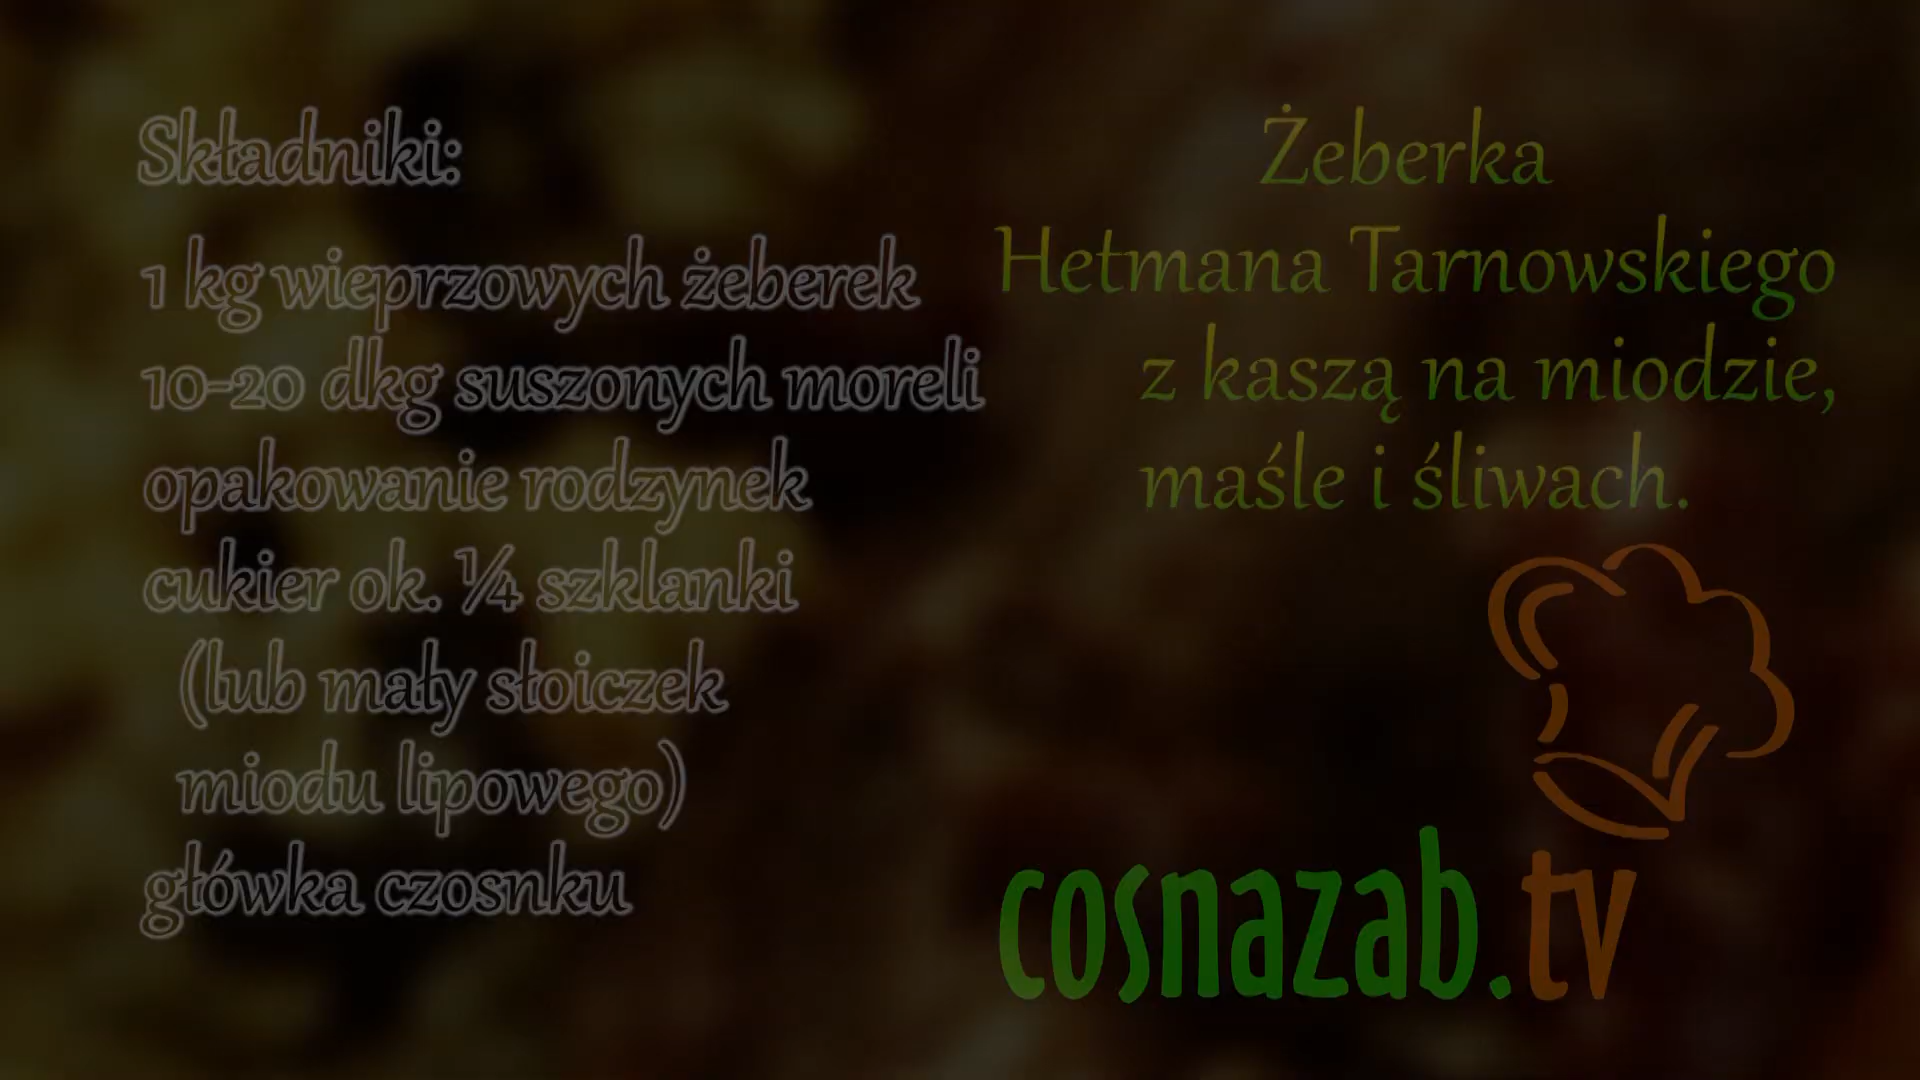 Składniki:
1 kg wieprzowych żeberek
10-20 dkg suszonych moreli
opakowanie rodzynek
cukier ok. ¼ szklanki
(lub mały słoiczek
miodu lipowego)
główka czosnku
Żeberka
Hetmana Tarnowskiego
z kaszą na miodzie,
maśle i śliwach.
cosnazab.tv